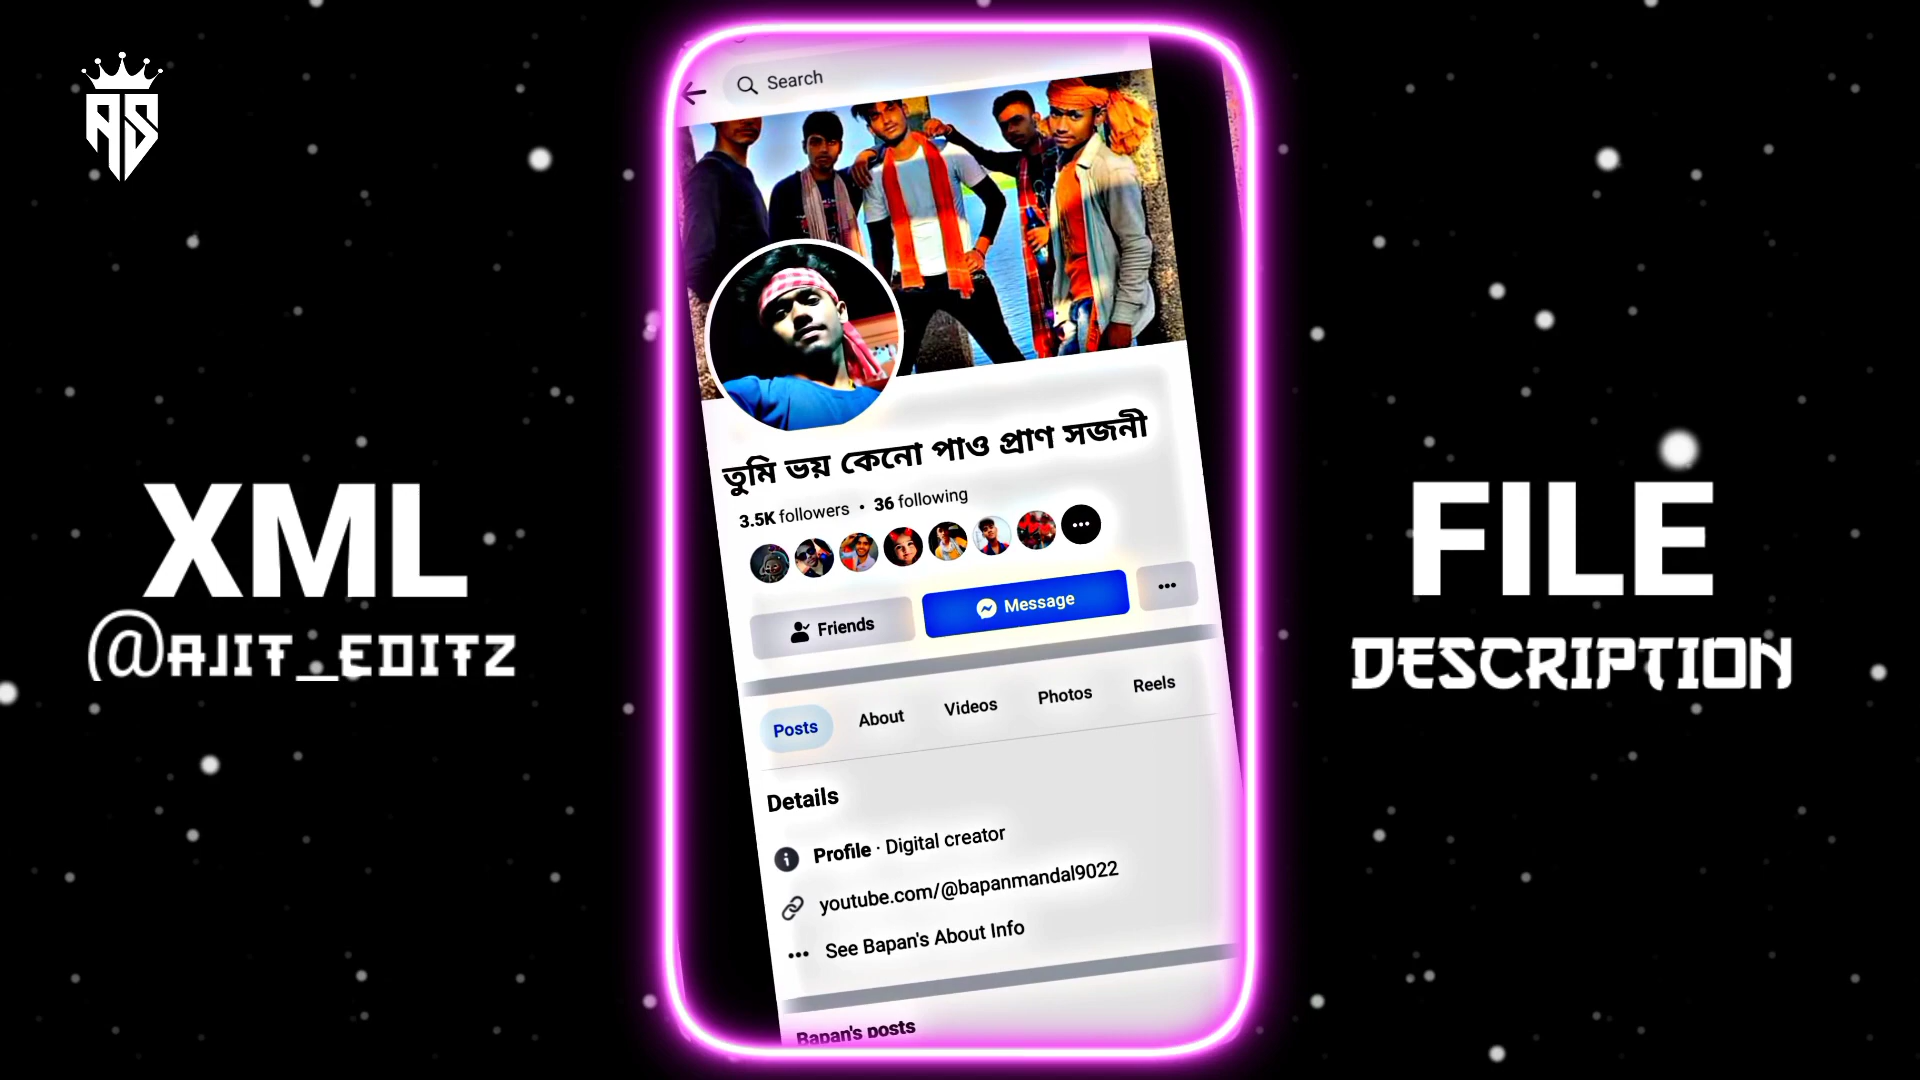 AS
Search
তুমি ভয় কেনো পাও প্রাণ সজনী
3.5K followers • 36 following
Friends
Message
Posts About Videos Photos Reels
Details
Profile · Digital creator
youtube.com/@bapanmandal9022
See Bapan's About Info
Bapan's posts
XML
@AJIT_EDITZ
FILE
DESCRIPTION